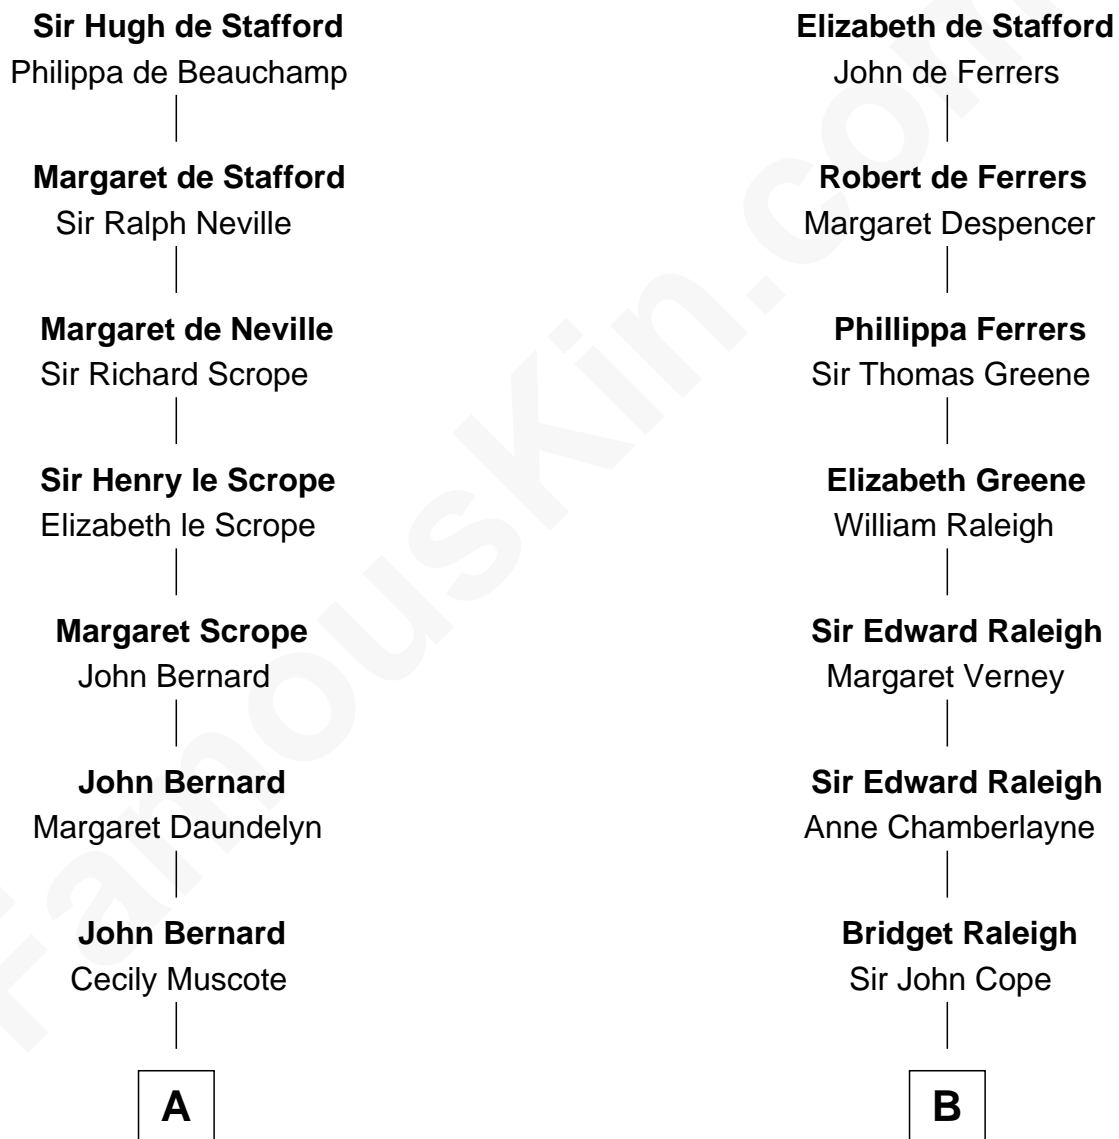 Sir Hugh de Stafford
Philippa de Beauchamp
Margaret de Stafford
Sir Ralph Neville
Margaret de Neville
Sir Richard Scrope
Sir Henry le Scrope
Elizabeth le Scrope
Margaret Scrope
John Bernard
John Bernard
Margaret Daundelyn
John Bernard
Cecily Muscote
A
Elizabeth de Stafford
John de Ferrers
Robert de Ferrers
Margaret Despencer
Phillippa Ferrers
Sir Thomas Greene
Elizabeth Greene
William Raleigh
Sir Edward Raleigh
Margaret Verney
Sir Edward Raleigh
Anne Chamberlayne
Bridget Raleigh
Sir John Cope
B
FamousKin.com